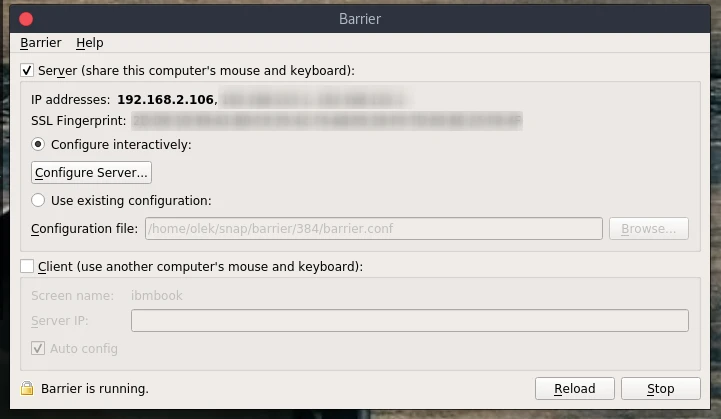 Barrier
Barrier Help
Server (share this computer's mouse and keyboard):
IP addresses: 192.168.2.106,
SSL Fingerprint:
Configure interactively:
Configure Server...
Use existing configuration:
Configuration file: /home/olek/snap/barrier/384/barrier.conf Browse...
Client (use another computer's mouse and keyboard):
Screen name: ibmbook
Server IP:
Auto config
Barrier is running. Reload Stop